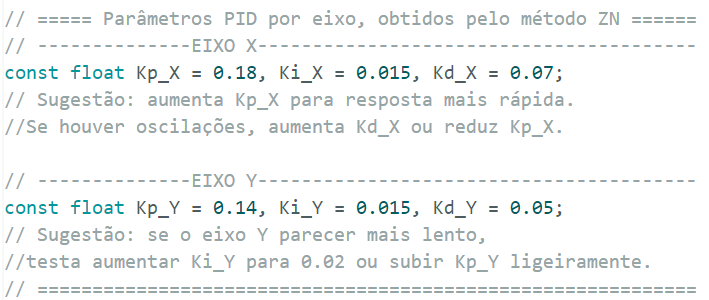 // ===== Parâmetros PID por eixo, obtidos pelo método ZN ======
// --------------EIXO X----------------------------------------
const float Kp_X = 0.18, Ki_X = 0.015, Kd_X = 0.07;
// Sugestão: aumenta Kp_X para resposta mais rápida.
//Se houver oscilações, aumenta Kd_X ou reduz Kp_X.
// --------------EIXO Y----------------------------------------
const float Kp_Y = 0.14, Ki_Y = 0.015, Kd_Y = 0.05;
// Sugestão: se o eixo Y parecer mais lento,
//testa aumentar Ki_Y para 0.02 ou subir Kp_Y ligeiramente.
// ============================================================